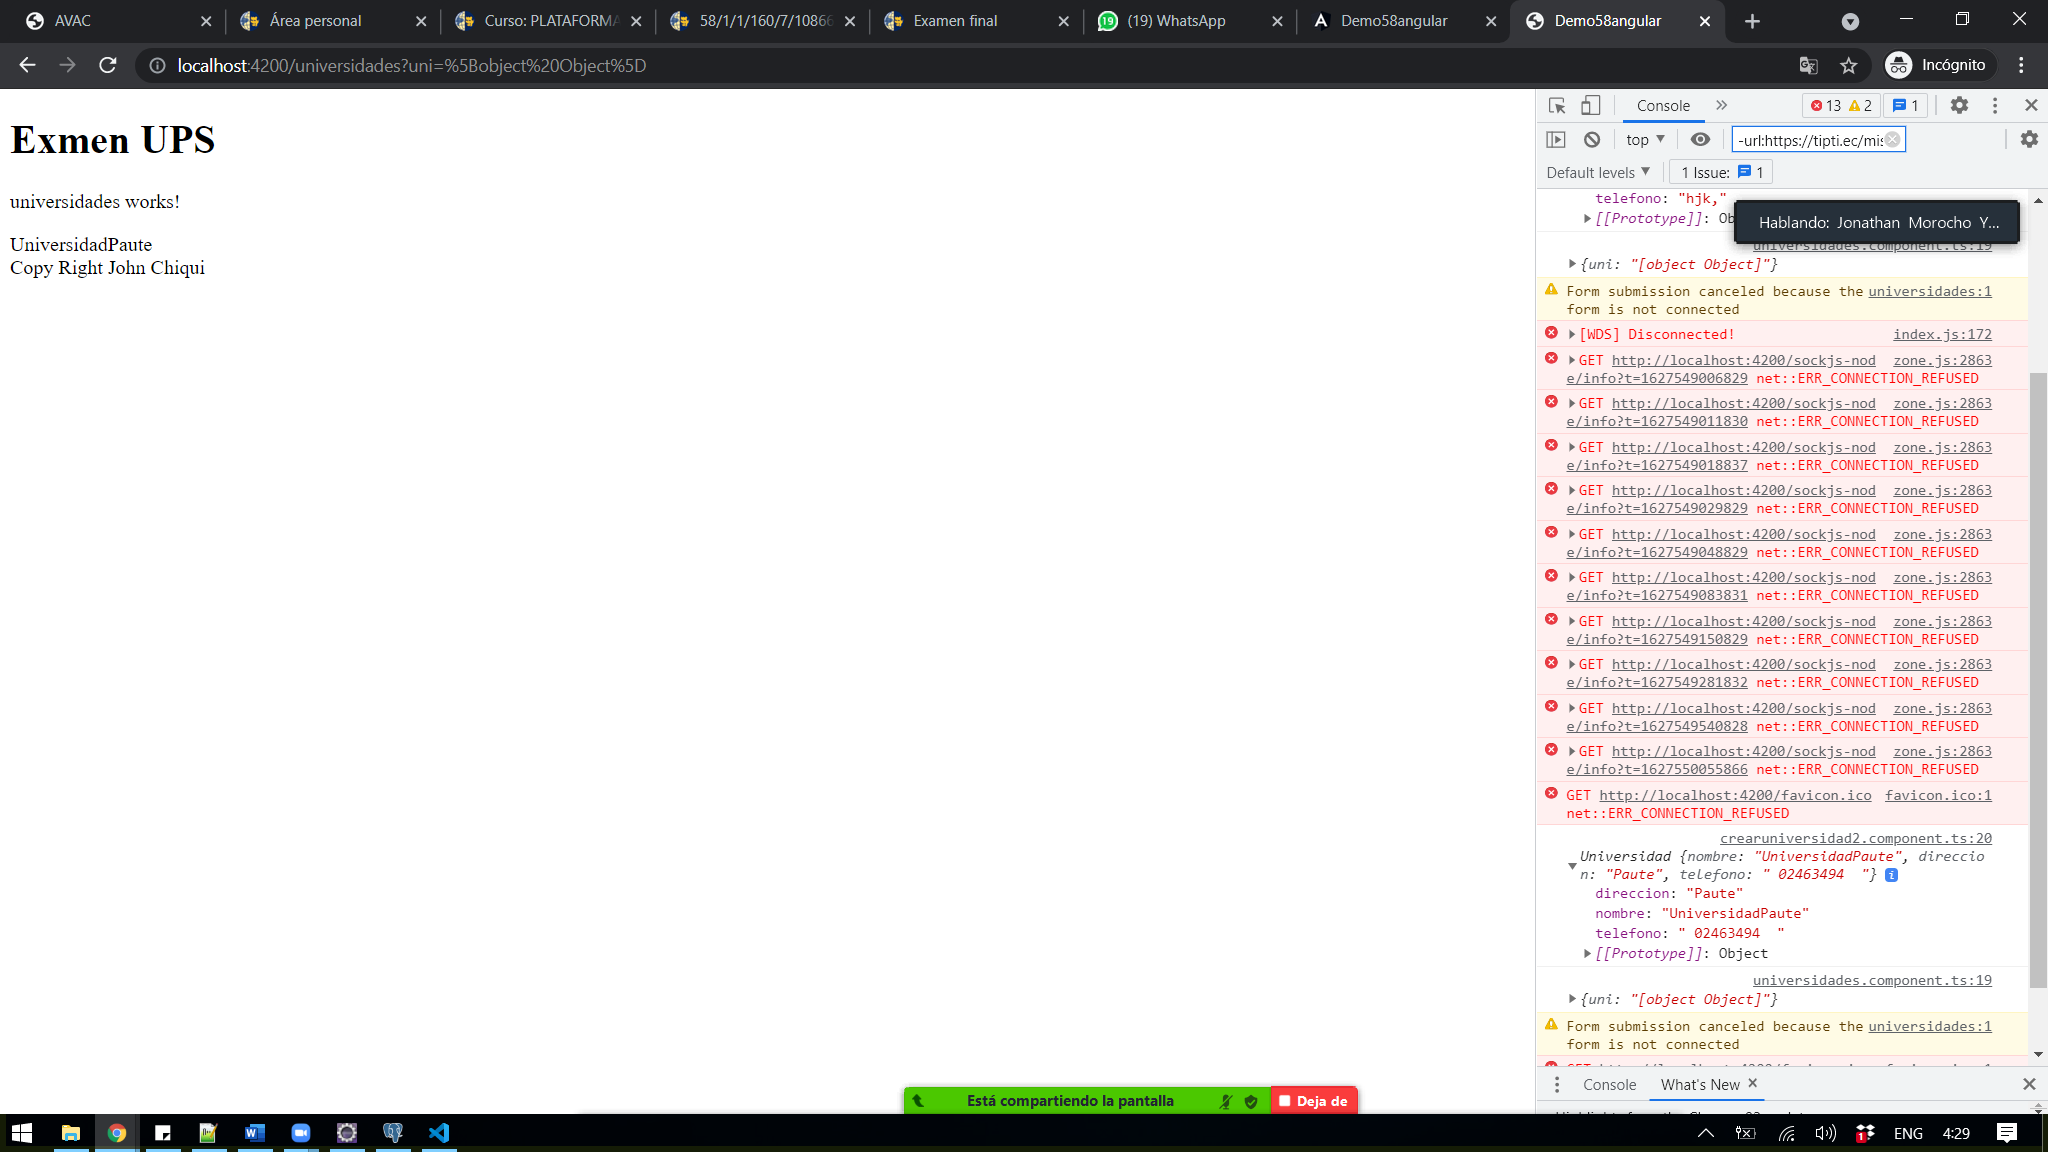 AVAC
Área personal
Curso: PLATAFORMA
58/1/1/160/7/10866
Examen final
(19) WhatsApp
Demo58angular
Demo58angular
localhost:4200/universidades?uni=%5Bobject%20Object%5D
Incógnito
Exmen UPS
universidades works!
UniversidadPaute
Copy Right John Chiqui
Console
13
2
1
top
-url:https://tipti.ec/mis
Default levels
1 Issue: 1
telefono: "hjk,"
[[Prototype]]: Ob
Hablando: Jonathan Morocho Y...
universidades.component.ts:19
{uni: "[object Object]"}
Form submission canceled because the universidades:1
form is not connected
[WDS] Disconnected! index.js:172
GET http://localhost:4200/sockjs-nod zone.js:2863
e/info?t=1627549006829 net::ERR_CONNECTION_REFUSED
GET http://localhost:4200/sockjs-nod zone.js:2863
e/info?t=1627549011830 net::ERR_CONNECTION_REFUSED
GET http://localhost:4200/sockjs-nod zone.js:2863
e/info?t=1627549018837 net::ERR_CONNECTION_REFUSED
GET http://localhost:4200/sockjs-nod zone.js:2863
e/info?t=1627549029829 net::ERR_CONNECTION_REFUSED
GET http://localhost:4200/sockjs-nod zone.js:2863
e/info?t=1627549048829 net::ERR_CONNECTION_REFUSED
GET http://localhost:4200/sockjs-nod zone.js:2863
e/info?t=1627549083831 net::ERR_CONNECTION_REFUSED
GET http://localhost:4200/sockjs-nod zone.js:2863
e/info?t=1627549150829 net::ERR_CONNECTION_REFUSED
GET http://localhost:4200/sockjs-nod zone.js:2863
e/info?t=1627549281832 net::ERR_CONNECTION_REFUSED
GET http://localhost:4200/sockjs-nod zone.js:2863
e/info?t=1627549540828 net::ERR_CONNECTION_REFUSED
GET http://localhost:4200/sockjs-nod zone.js:2863
e/info?t=1627550055866 net::ERR_CONNECTION_REFUSED
GET http://localhost:4200/favicon.ico favicon.ico:1
net::ERR_CONNECTION_REFUSED
crearuniversidad2.component.ts:20
Universidad {nombre: "UniversidadPaute", direccio
n: "Paute", telefono: " 02463494  "}
direccion: "Paute"
nombre: "UniversidadPaute"
telefono: " 02463494  "
[[Prototype]]: Object
universidades.component.ts:19
{uni: "[object Object]"}
Form submission canceled because the universidades:1
form is not connected
Console
What's New
Está compartiendo la pantalla
Deja de
ENG
4:29